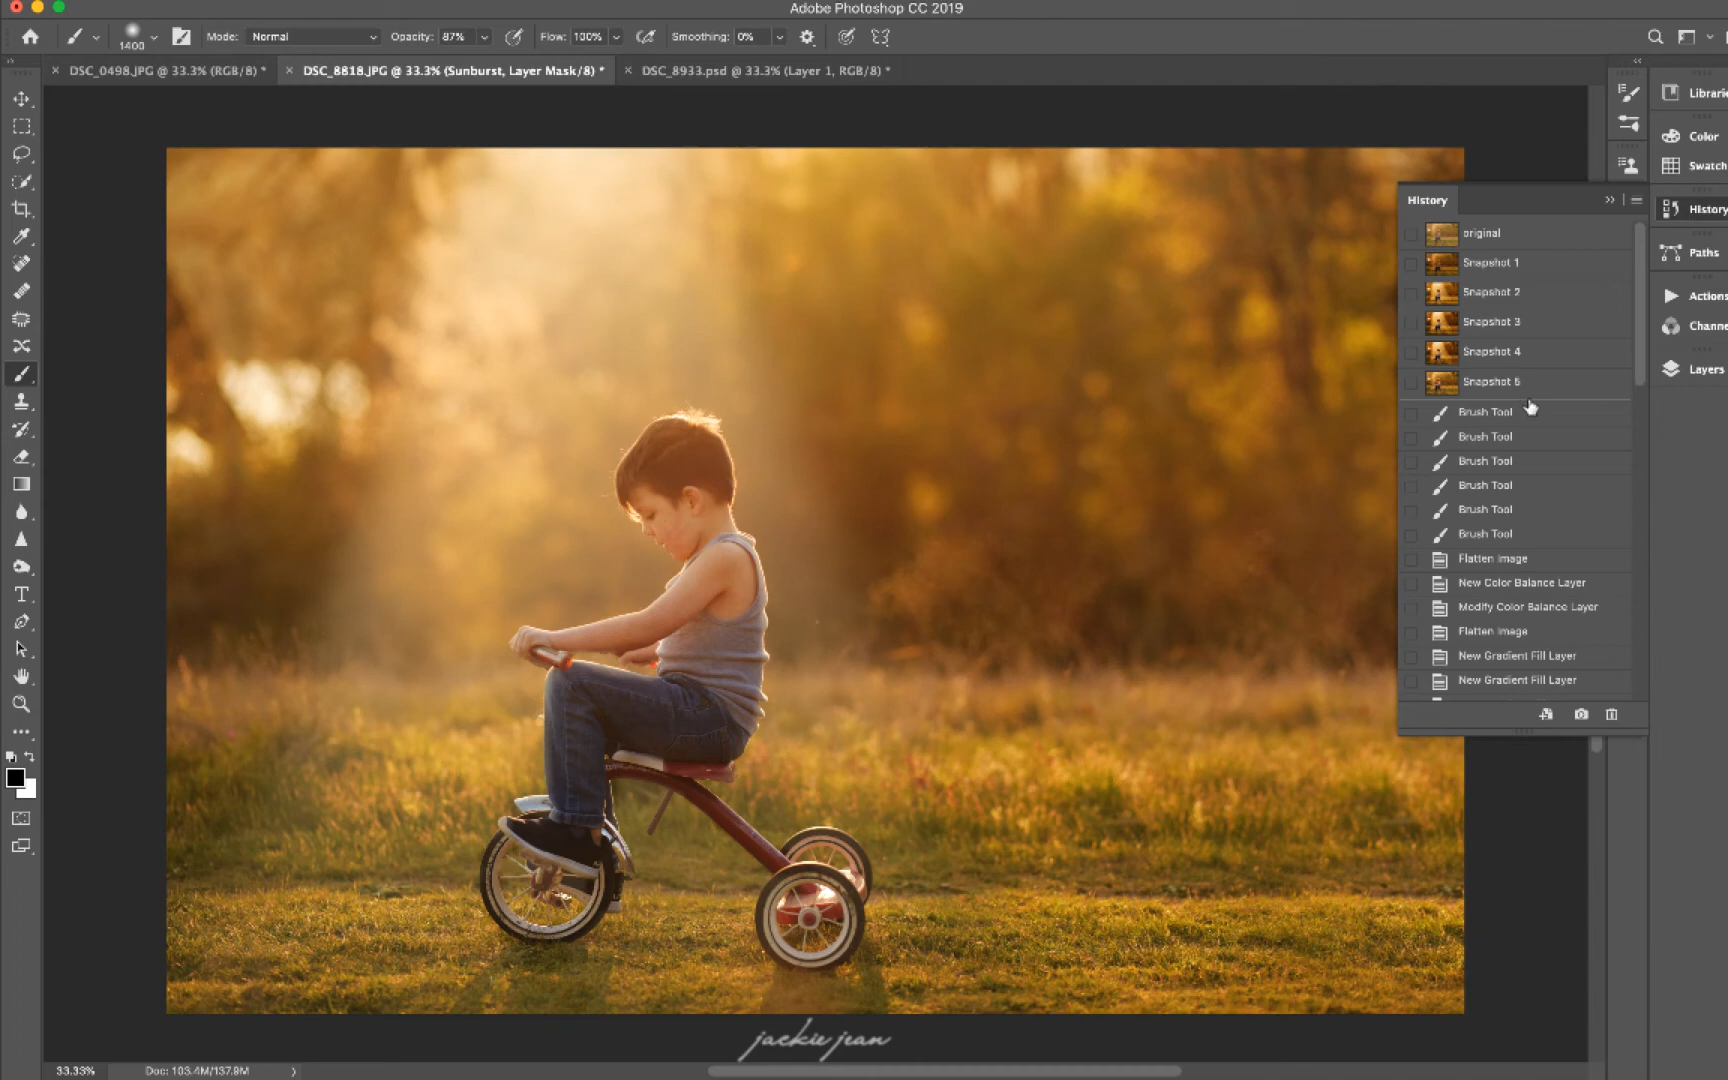 Adobe Photoshop CC 2019
1400 Mode: Normal Opacity: 87% Flow: 100% Smoothing: 0%
× DSC_0498.JPG @ 33.3% (RGB/8) * × DSC_8818.JPG @ 33.3% (Sunburst, Layer Mask/8) * × DSC_8933.psd @ 33.3% (Layer 1, RGB/8) *
Librarie
Color
Swatch
History
Paths
Actions
Channe
Layers
History
original
Snapshot 1
Snapshot 2
Snapshot 3
Snapshot 4
Snapshot 5
Brush Tool
Brush Tool
Brush Tool
Brush Tool
Brush Tool
Brush Tool
Flatten Image
New Color Balance Layer
Modify Color Balance Layer
Flatten Image
New Gradient Fill Layer
New Gradient Fill Layer
jackie jean
33.33% Doc: 103.4M/137.9M